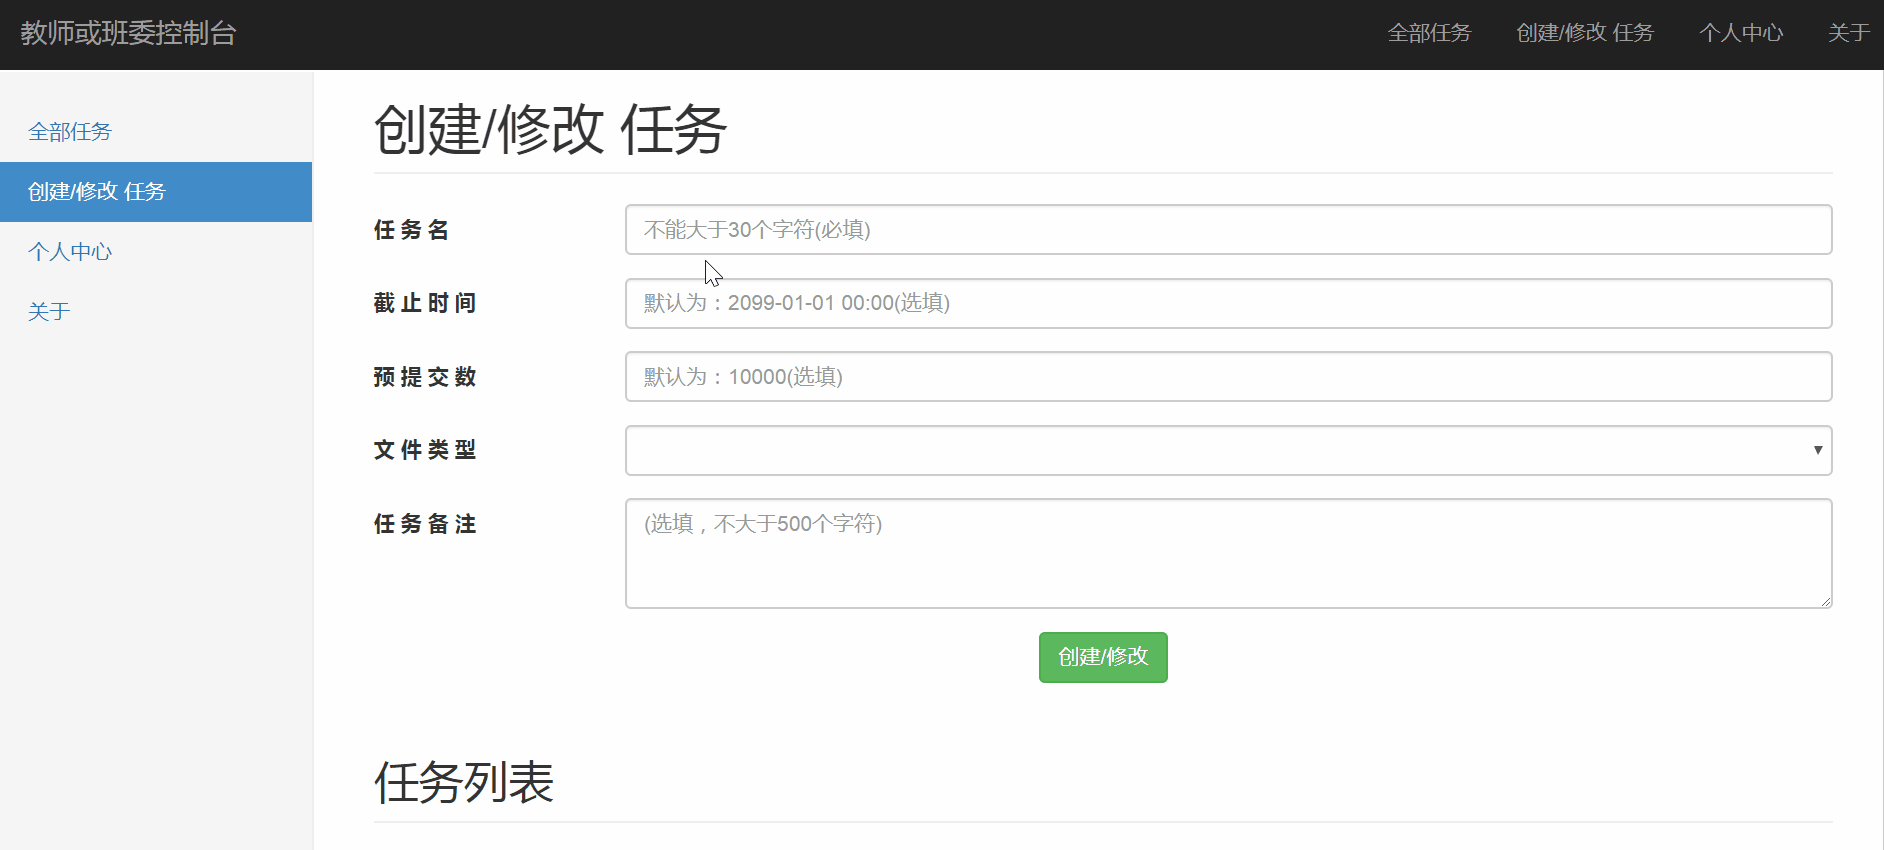 教师或班委控制台
全部任务 创建/修改 任务 个人中心 关于
全部任务
创建/修改 任务
个人中心
关于
创建/修改 任务
任 务 名
不能大于30个字符(必填)
截 止 时 间
默认为：2099-01-01 00:00(选填)
预 提 交 数
默认为：10000(选填)
文 件 类 型
任 务 备 注
(选填，不大于500个字符)
创建/修改
任务列表